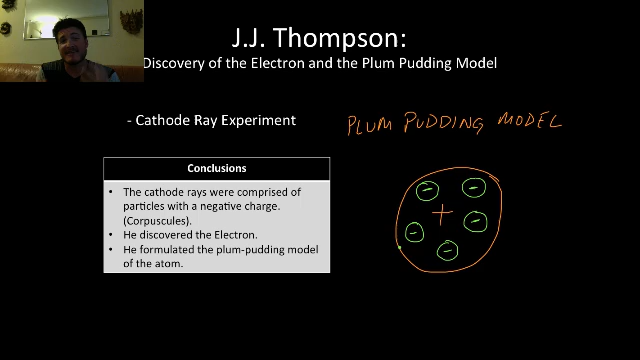 J.J. Thompson:
Discovery of the Electron and the Plum Pudding Model
- Cathode Ray Experiment
PLUM PUDDING MODEL
Conclusions
• The cathode rays were comprised of
particles with a negative charge.
(Corpuscules).
• He discovered the Electron.
• He formulated the plum-pudding model
of the atom.
- -
+
- -
-